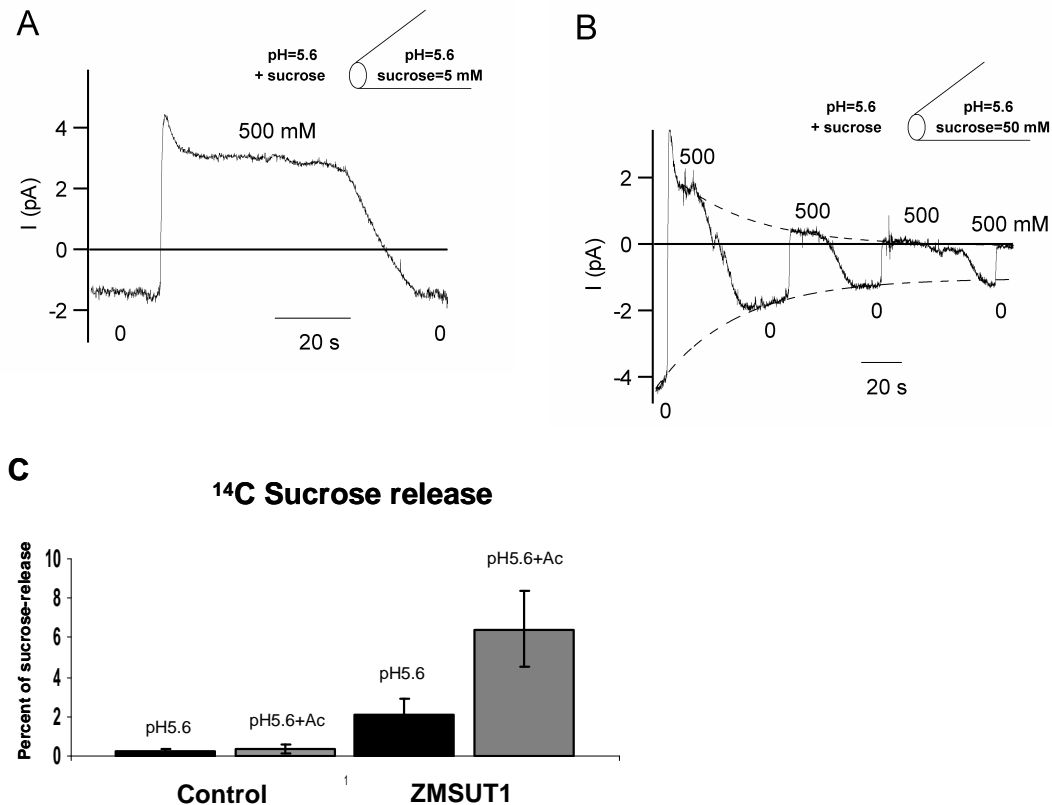 A
pH=5.6
+ sucrose
pH=5.6
sucrose=5 mM
500 mM
I (pA)
4
2
0
-2
0
0
20 s
B
pH=5.6
+ sucrose
pH=5.6
sucrose=50 mM
500
500
500
500 mM
I (pA)
2
0
-2
-4
0
0
0
0
20 s
C
¹⁴C Sucrose release
Percent of sucrose-release
10
8
6
4
2
0
pH5.6
pH5.6+Ac
pH5.6
pH5.6+Ac
Control
1
ZMSUT1